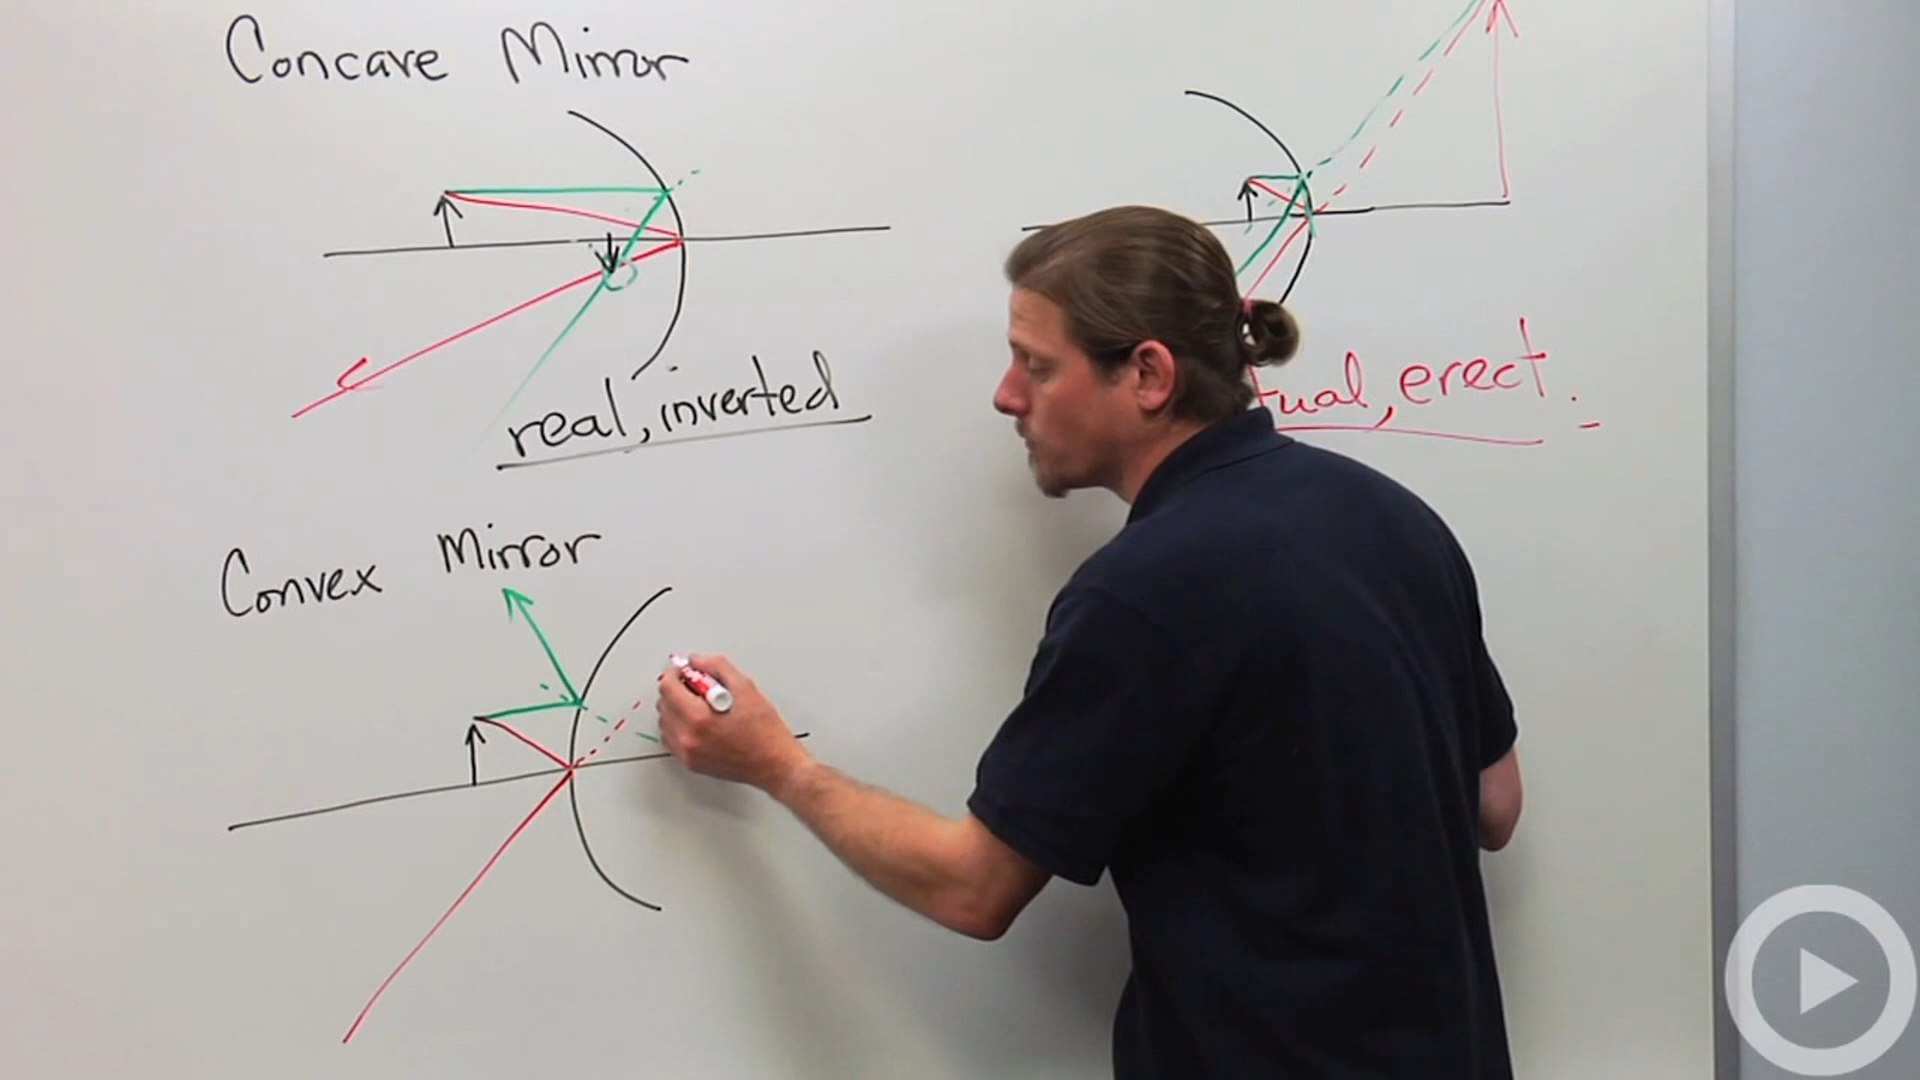 Concave Mirror
real, inverted
tual, erect.
Convex Mirror